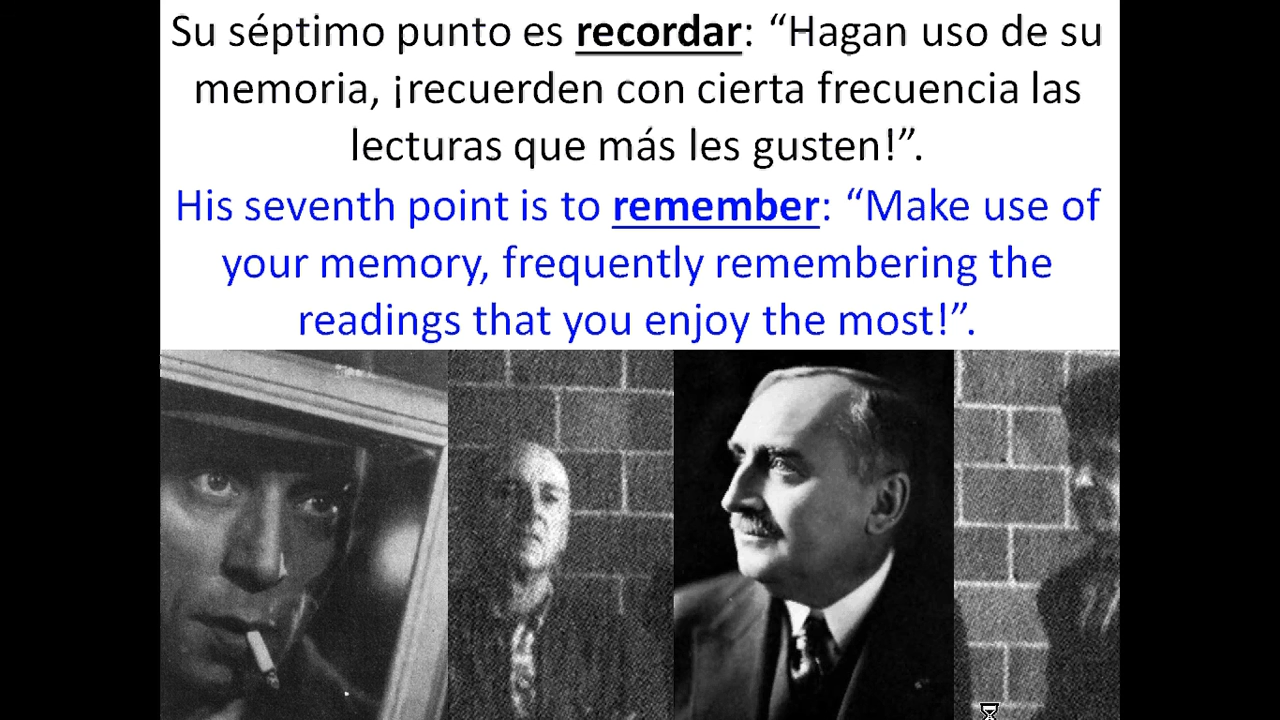 Su séptimo punto es recordar: “Hagan uso de su
memoria, ¡recuerden con cierta frecuencia las
lecturas que más les gusten!”.
His seventh point is to remember: “Make use of
your memory, frequently remembering the
readings that you enjoy the most!”.